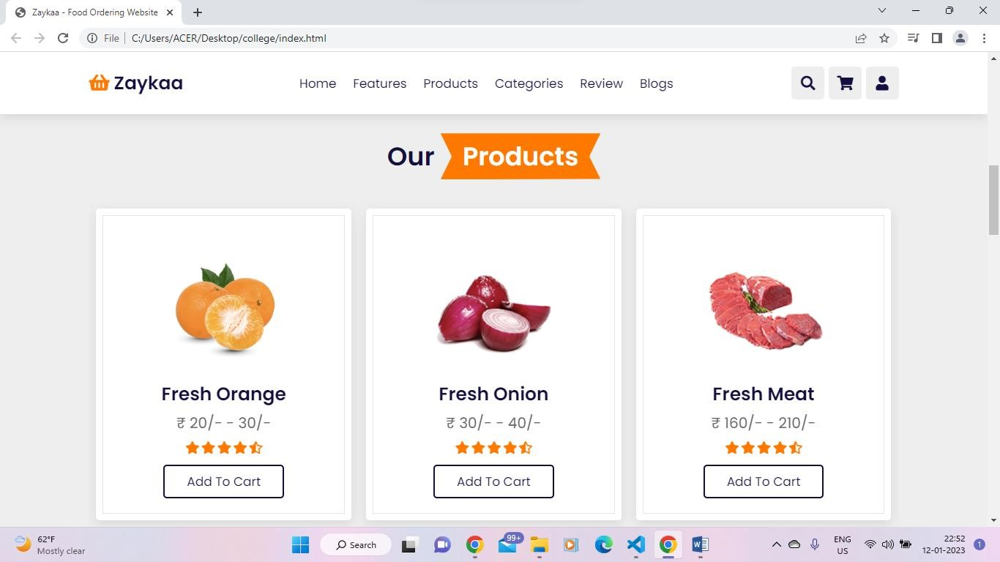 Zaykaa - Food Ordering Website
File
C:/Users/ACER/Desktop/college/index.html
Zaykaa
Home Features Products Categories Review Blogs
Our Products
Fresh Orange
₹ 20/- - 30/-
Add To Cart
Fresh Onion
₹ 30/- - 40/-
Add To Cart
Fresh Meat
₹ 160/- - 210/-
Add To Cart
62°F
Mostly clear
Search
99+
ENG
US
22:52
12-01-2023
1